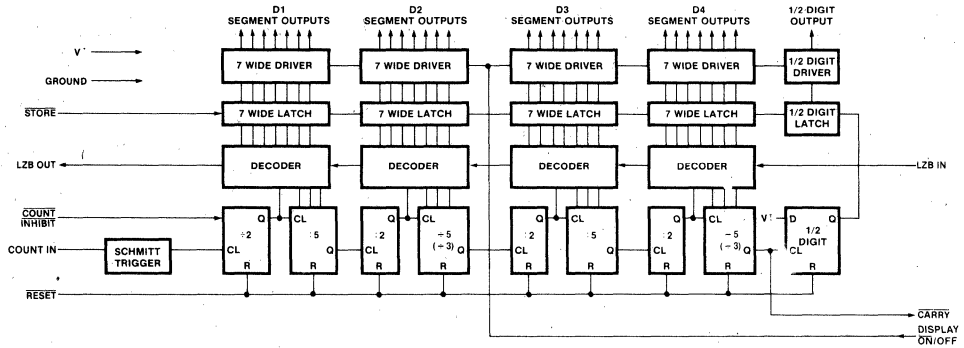 D1
SEGMENT OUTPUTS
D2
SEGMENT OUTPUTS
D3
SEGMENT OUTPUTS
D4
SEGMENT OUTPUTS
1/2 DIGIT
OUTPUT
V+
7 WIDE DRIVER
7 WIDE DRIVER
7 WIDE DRIVER
7 WIDE DRIVER
1/2 DIGIT
DRIVER
GROUND
STORE
7 WIDE LATCH
7 WIDE LATCH
7 WIDE LATCH
7 WIDE LATCH
1/2 DIGIT
LATCH
LZB OUT
DECODER
DECODER
DECODER
DECODER
LZB IN
COUNT
INHIBIT
Q
÷2
CL
R
CL
÷5
Q
R
Q
÷2
CL
R
CL
÷5
(÷3)
Q
R
Q
÷2
CL
R
CL
÷5
Q
R
Q
÷2
CL
R
CL
÷5
(÷3)
Q
R
V+
D
Q
1/2
DIGIT
CL
R
COUNT IN
SCHMITT
TRIGGER
RESET
CARRY
DISPLAY
ON/OFF